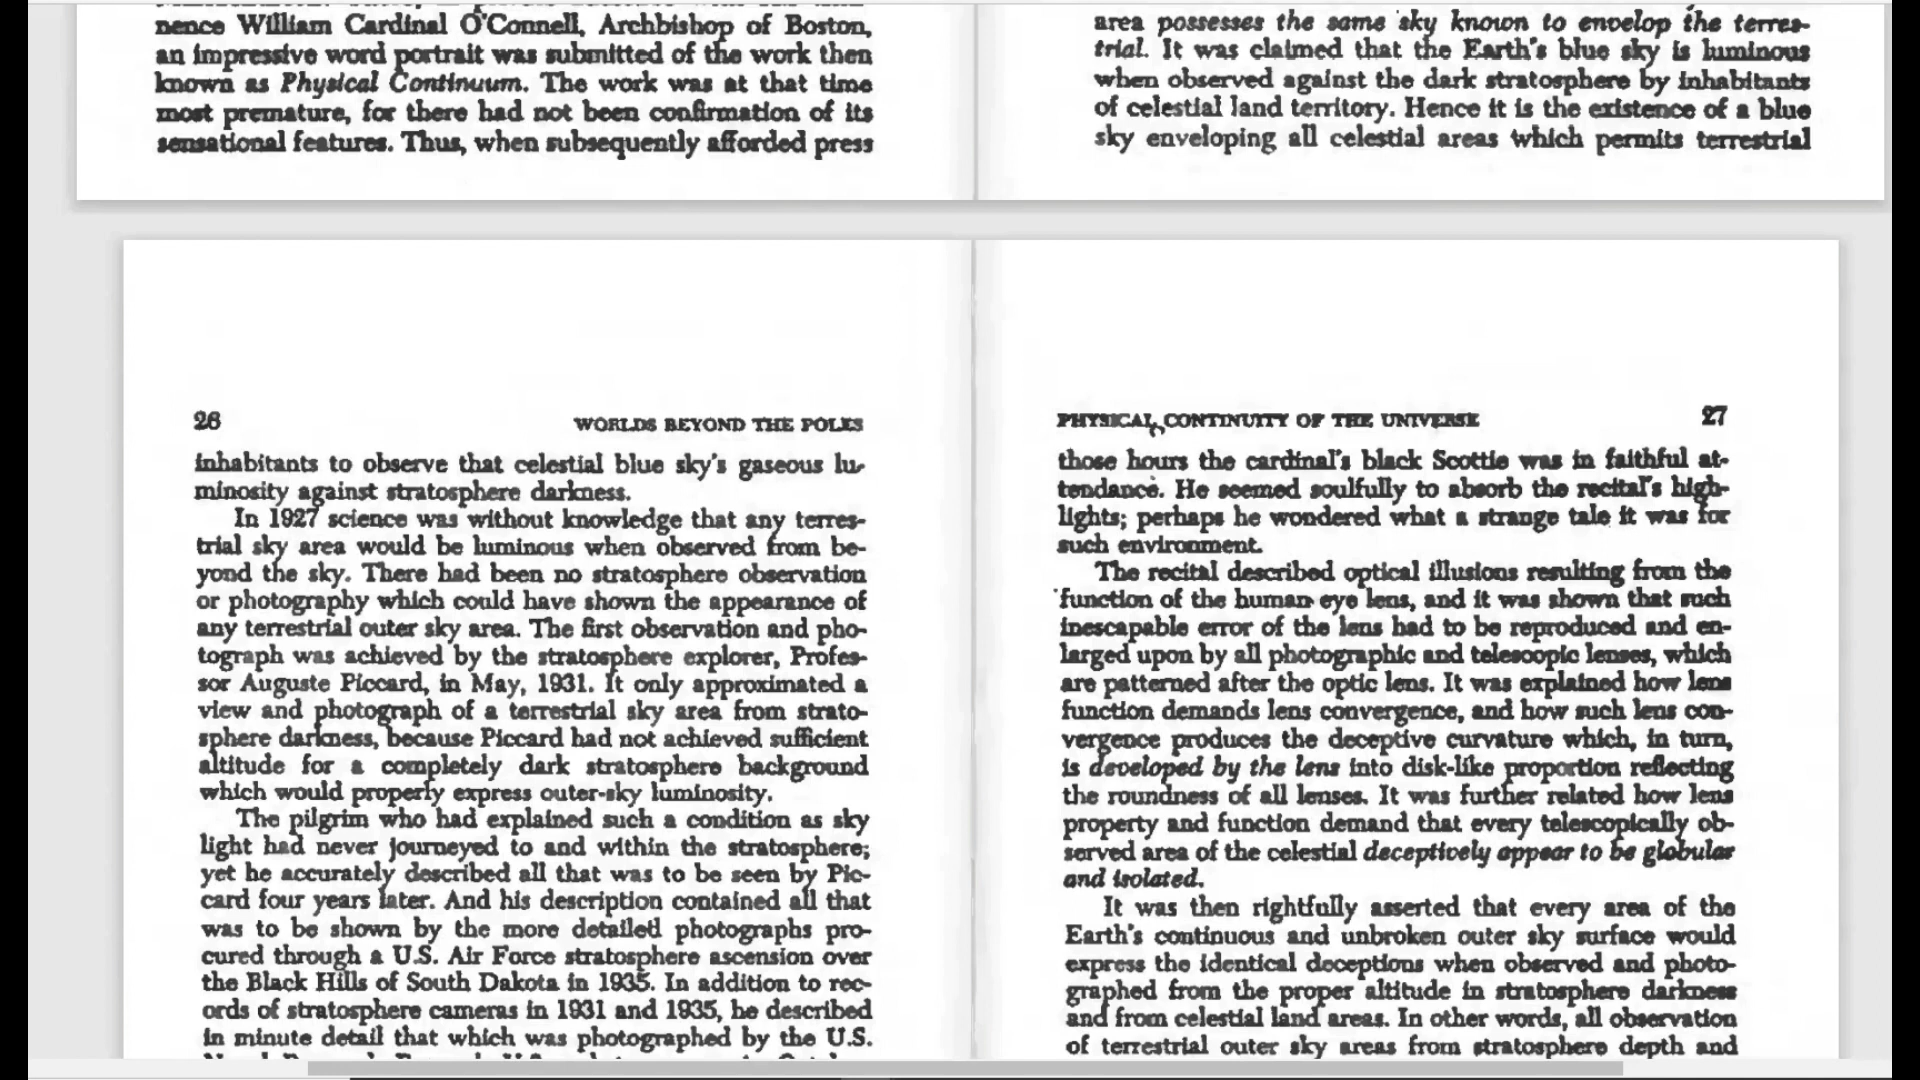 nence William Cardinal O'Connell, Archbishop of Boston,
an impressive word portrait was submitted of the work then
known as Physical Continuum. The work was at that time
most premature, for there had not been confirmation of its
sensational features. Thus, when subsequently afforded press
area possesses the same sky known to envelop the terres-
trial. It was claimed that the Earth's blue sky is luminous
when observed against the dark stratosphere by inhabitants
of celestial land territory. Hence it is the existence of a blue
sky enveloping all celestial areas which permits terrestrial
26 WORLDS BEYOND THE POLES
inhabitants to observe that celestial blue sky's gaseous lu-
minosity against stratosphere darkness.
In 1927 science was without knowledge that any terres-
trial sky area would be luminous when observed from be-
yond the sky. There had been no stratosphere observation
or photography which could have shown the appearance of
any terrestrial outer sky area. The first observation and pho-
tograph was achieved by the stratosphere explorer, Profes-
sor Auguste Piccard, in May, 1931. It only approximated a
view and photograph of a terrestrial sky area from strato-
sphere darkness, because Piccard had not achieved sufficient
altitude for a completely dark stratosphere background
which would properly express outer-sky luminosity.
The pilgrim who had explained such a condition as sky
light had never journeyed to and within the stratosphere;
yet he accurately described all that was to be seen by Pic-
card four years later. And his description contained all that
was to be shown by the more detailed photographs pro-
cured through a U.S. Air Force stratosphere ascension over
the Black Hills of South Dakota in 1935. In addition to rec-
ords of stratosphere cameras in 1931 and 1935, he described
in minute detail that which was photographed by the U.S.
PHYSICAL CONTINUITY OF THE UNIVERSE 27
those hours the cardinal's black Scottie was in faithful at-
tendance. He seemed soulfully to absorb the recital's high-
lights; perhaps he wondered what a strange tale it was for
such environment.
The recital described optical illusions resulting from the
function of the human eye lens, and it was shown that such
inescapable error of the lens had to be reproduced and en-
larged upon by all photographic and telescopic lenses, which
are patterned after the optic lens. It was explained how lens
function demands lens convergence, and how such lens con-
vergence produces the deceptive curvature which, in turn,
is developed by the lens into disk-like proportion reflecting
the roundness of all lenses. It was further related how lens
property and function demand that every telescopically ob-
served area of the celestial deceptively appear to be globular
and isolated.
It was then rightfully asserted that every area of the
Earth's continuous and unbroken outer sky surface would
express the identical deceptions when observed and photo-
graphed from the proper altitude in stratosphere darkness
and from celestial land areas. In other words, all observation
of terrestrial outer sky areas from stratosphere depth and